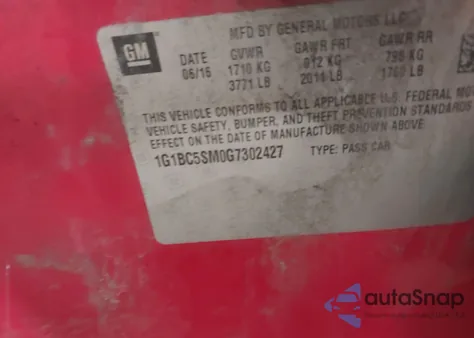 MFD BY GENERAL MOTORS LLC
GM
DATE GVWR GAWR FRT GAWR RR
06/16 1710 KG 912 KG 798 KG
3771 LB 2011 LB 1760 LB
THIS VEHICLE CONFORMS TO ALL APPLICABLE U.S. FEDERAL MOTOR
VEHICLE SAFETY, BUMPER, AND THEFT PREVENTION STANDARDS
EFFECT ON THE DATE OF MANUFACTURE SHOWN ABOVE.
1G1BC5SM0G7302427 TYPE: PASS CAR
autoSnap